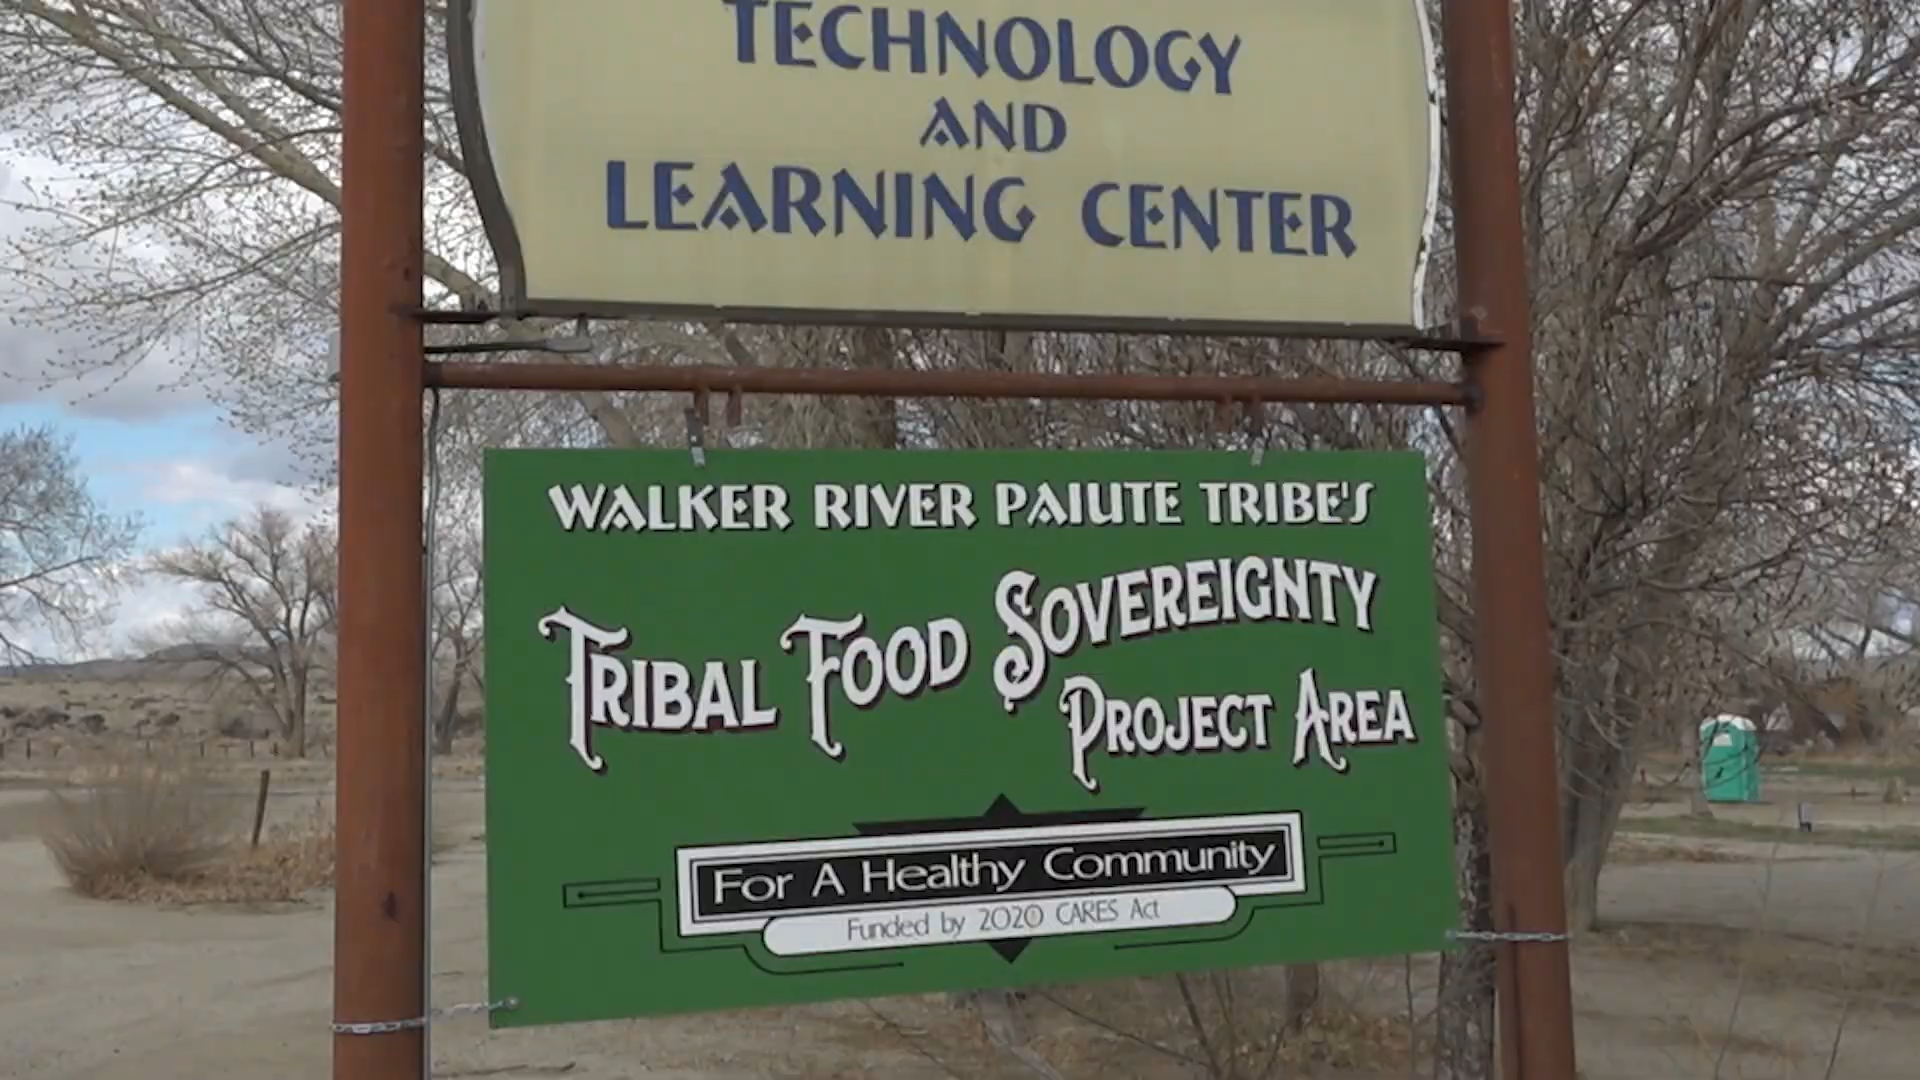 TECHNOLOGY
AND
LEARNING CENTER
WALKER RIVER PAIUTE TRIBE'S
TRIBAL FOOD SOVEREIGNTY
PROJECT AREA
For A Healthy Community
Funded by 2020 CARES Act